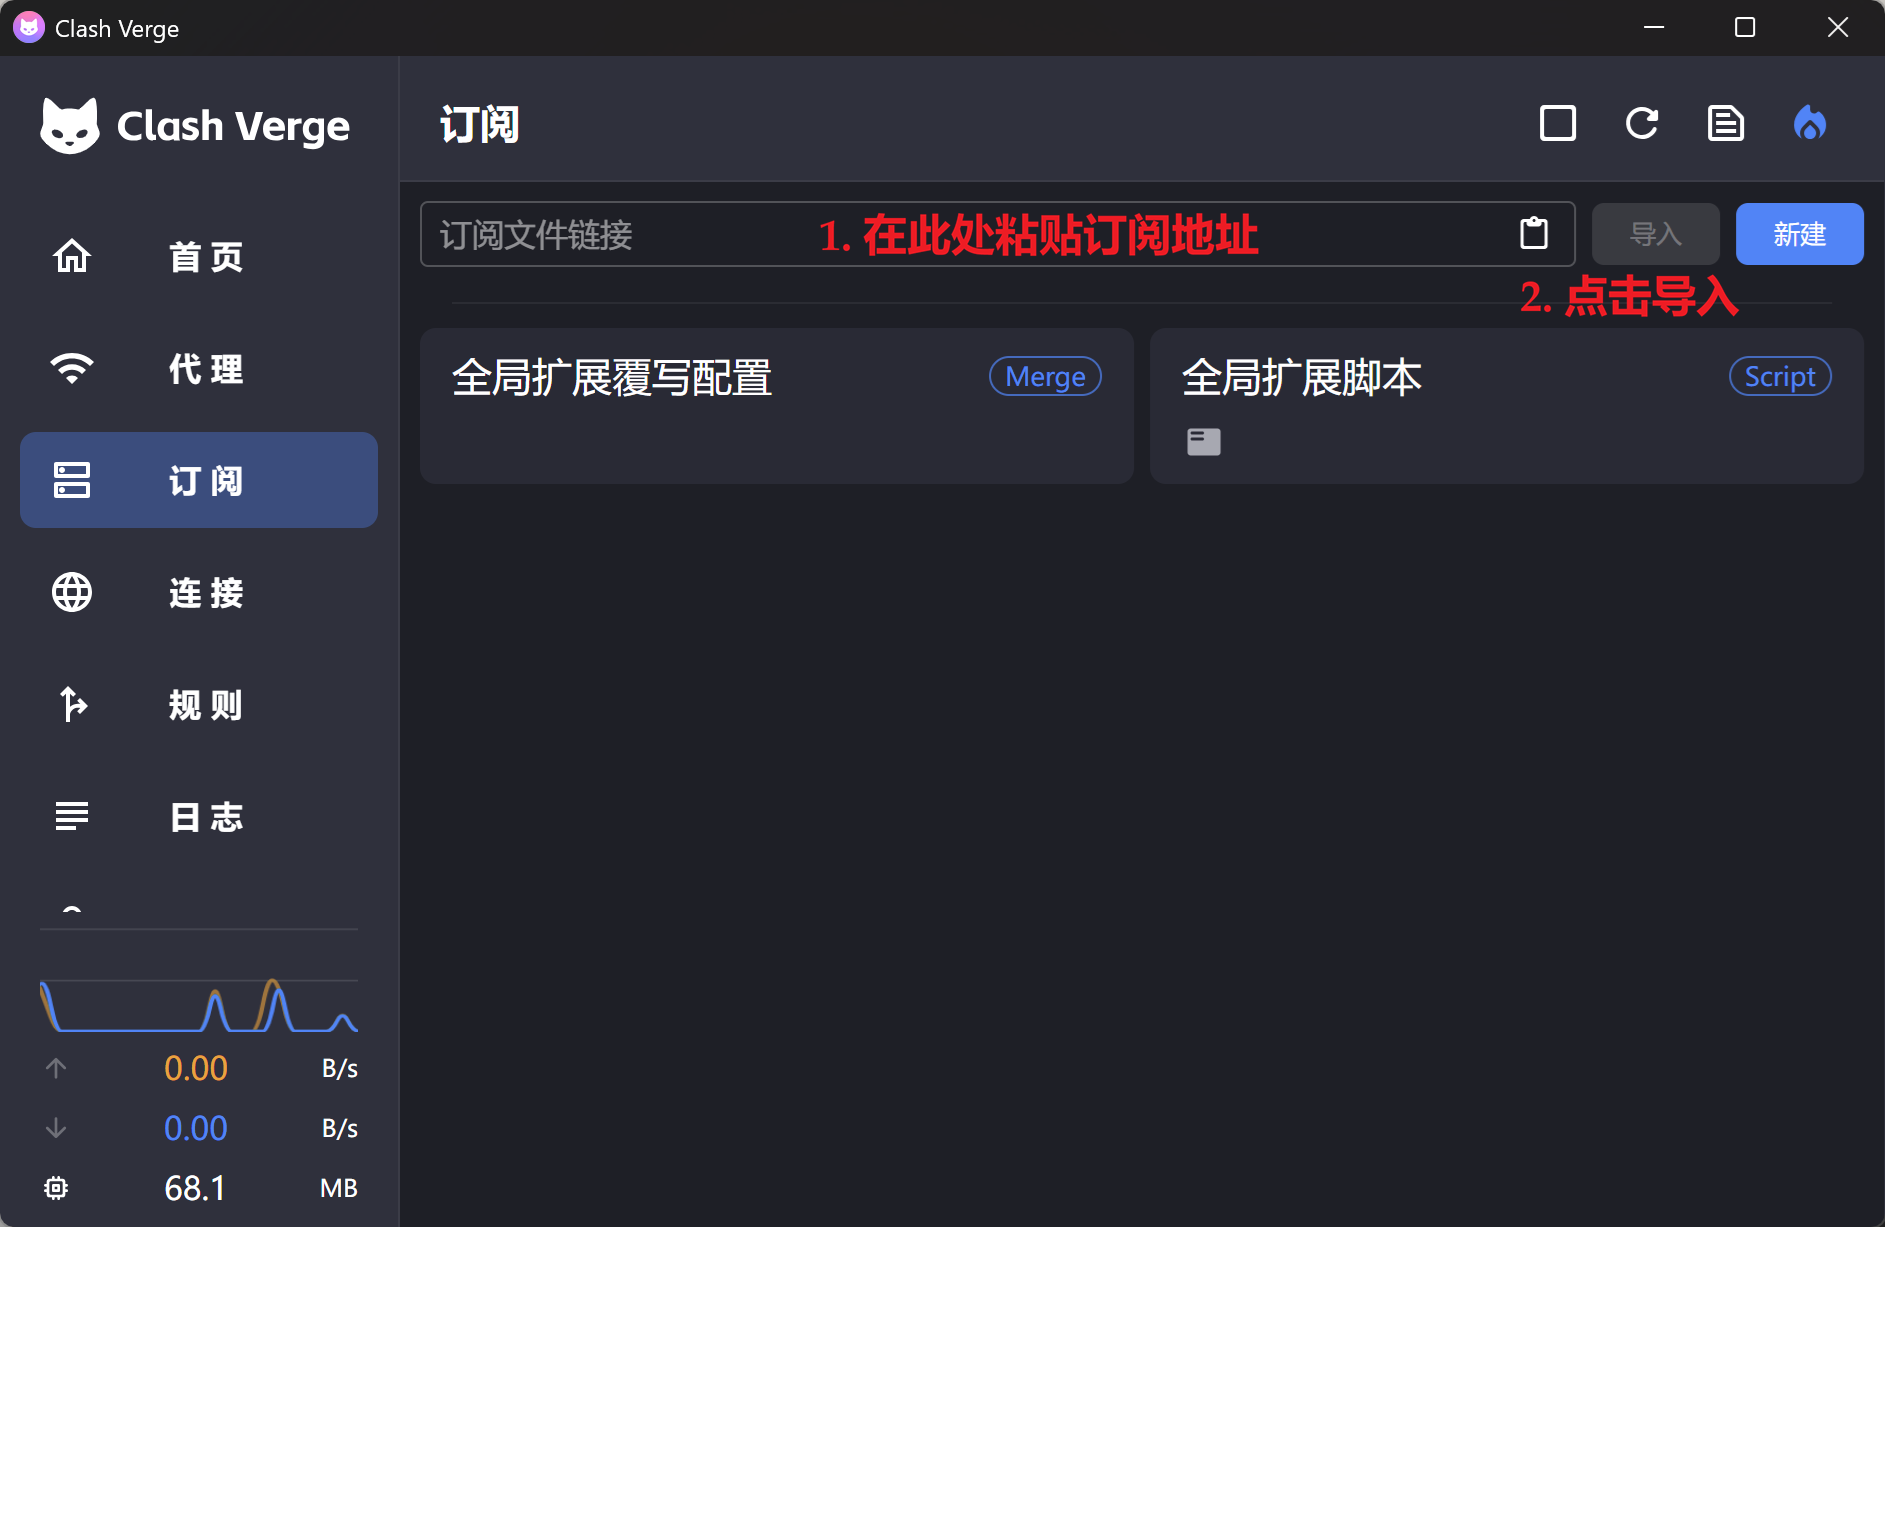 Clash Verge
Clash Verge
订阅
订阅文件链接
1. 在此处粘贴订阅地址
导入
新建
2. 点击导入
全局扩展覆写配置
Merge
全局扩展脚本
Script
首 页
代 理
订 阅
连 接
规 则
日 志
0.00 B/s
0.00 B/s
68.1 MB